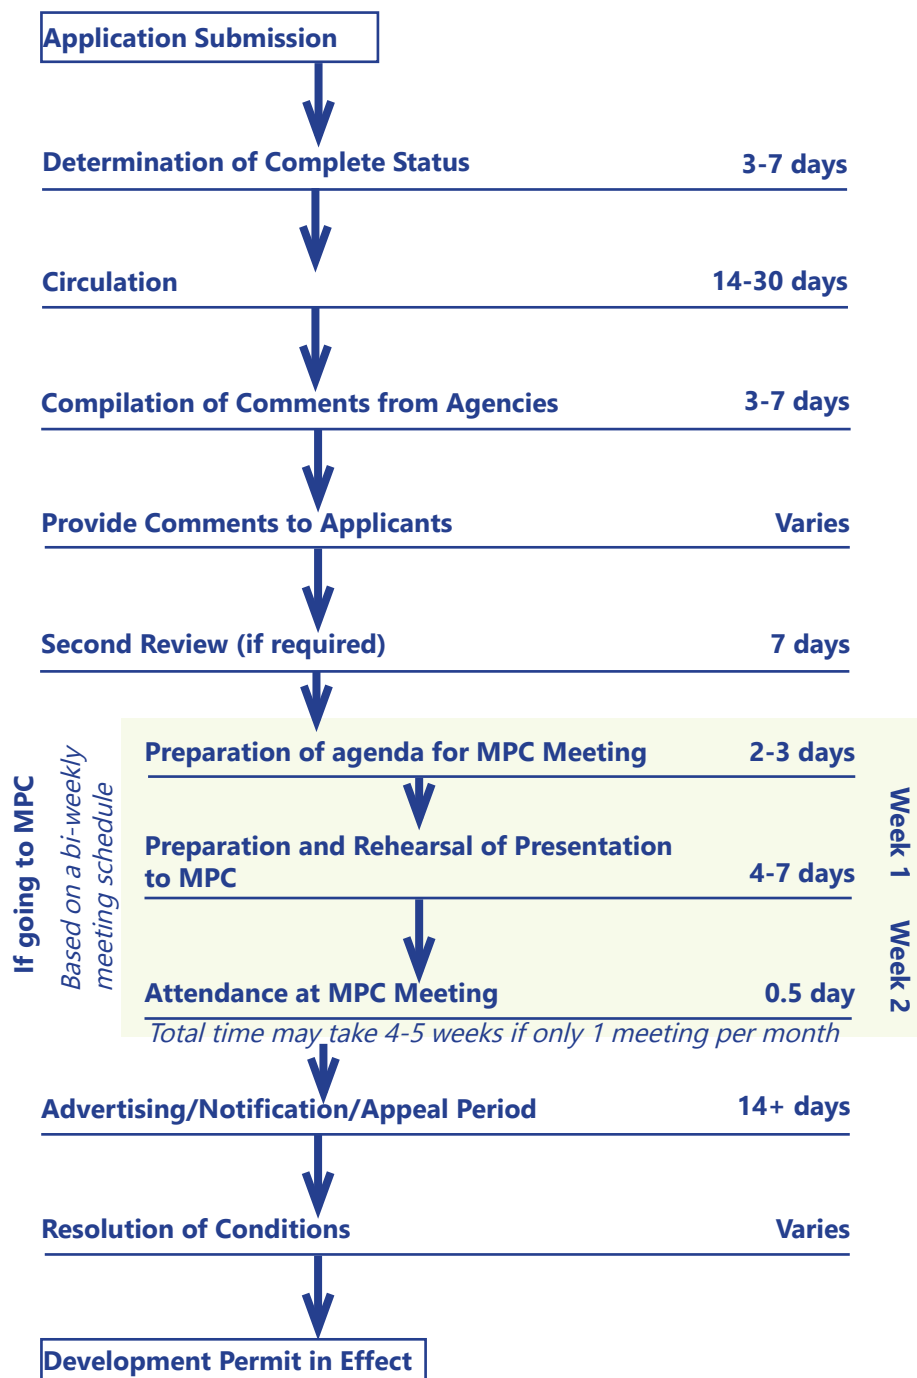 Application Submission
Determination of Complete Status 3-7 days
Circulation 14-30 days
Compilation of Comments from Agencies 3-7 days
Provide Comments to Applicants Varies
Second Review (if required) 7 days
If going to MPC
Based on a bi-weekly
meeting schedule
Preparation of agenda for MPC Meeting 2-3 days
Preparation and Rehearsal of Presentation
to MPC 4-7 days
Week 1
Attendance at MPC Meeting 0.5 day
Week 2
Total time may take 4-5 weeks if only 1 meeting per month
Advertising/Notification/Appeal Period 14+ days
Resolution of Conditions Varies
Development Permit in Effect